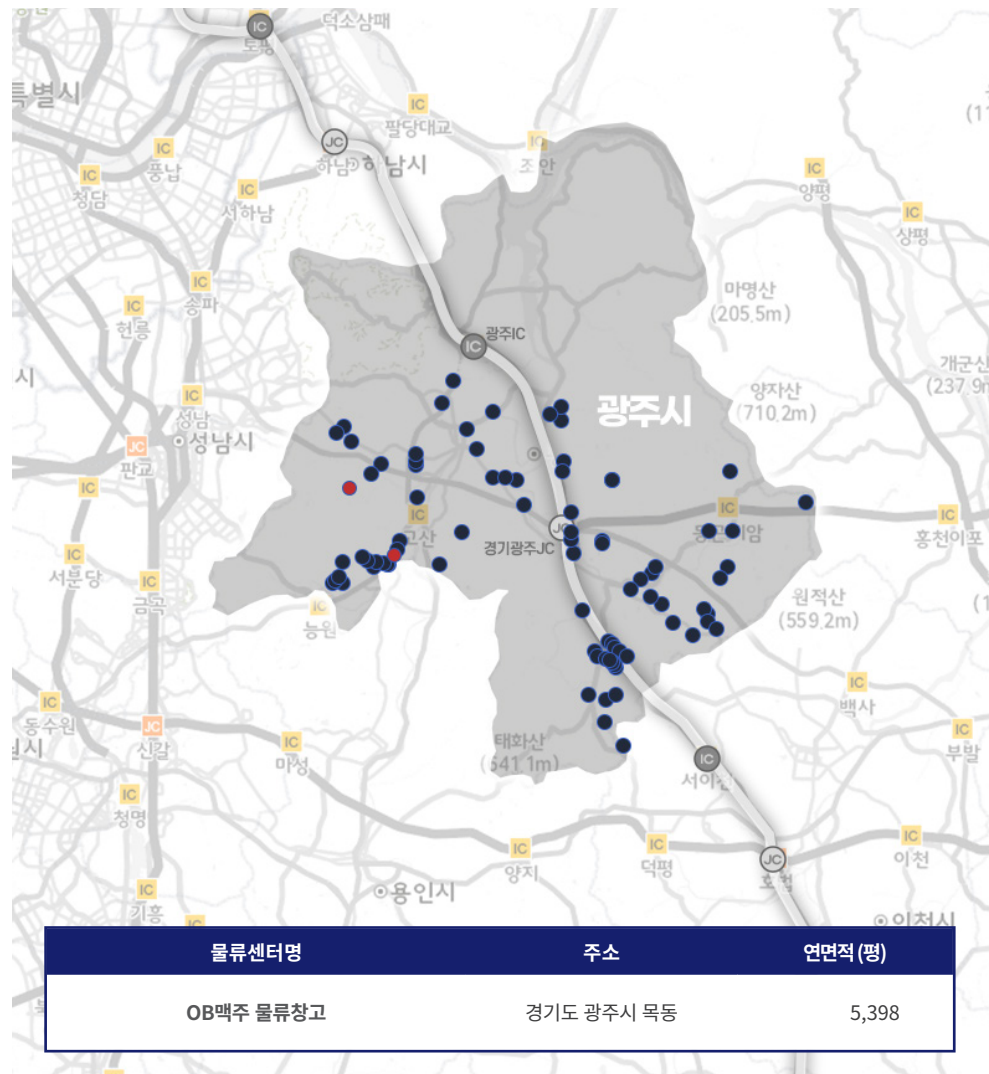 IC
토평
덕소삼패
특별시
IC
팔당대교
JC
하남
하남시
IC
조안
IC
풍납
IC
청담
IC
서하남
IC
양평
IC
상평
IC
송파
마명산
(205.5m)
IC
헌릉
광주IC
IC
시
개군산
(237.9m
양자산
(710.2m)
광주시
IC
성남
성남시
JC
판교
IC
IC
고산
IC
JC
경기광주JC
IC
홍천이포
IC
서분당
IC
금곡
IC
능원
원적산
(559.2m)
(1
IC
동수원
JC
신갈
IC
마성
태화산
(641.1m)
IC
백사
IC
부발
IC
서이천
IC
청명
IC
양지
IC
덕평
IC
이천
JC
호법
IC
기흥
IC
용인시
이천시
물류센터명 주소 연면적(평)
OB맥주 물류창고 경기도 광주시 목동 5,398